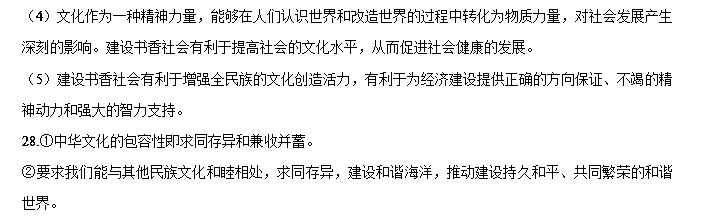 （4）文化作为一种精神力量，能够在人们认识世界和改造世界的过程中转化为物质力量，对社会发展产生
深刻的影响。建设书香社会有利于提高社会的文化水平，从而促进社会健康的发展。
（5）建设书香社会有利于增强全民族的文化创造活力，有利于为经济建设提供正确的方向保证、不竭的精
神动力和强大的智力支持。
28.①中华文化的包容性即求同存异和兼收并蓄。
②要求我们能与其他民族文化和睦相处，求同存异，建设和谐海洋，推动建设持久和平、共同繁荣的和谐
世界。